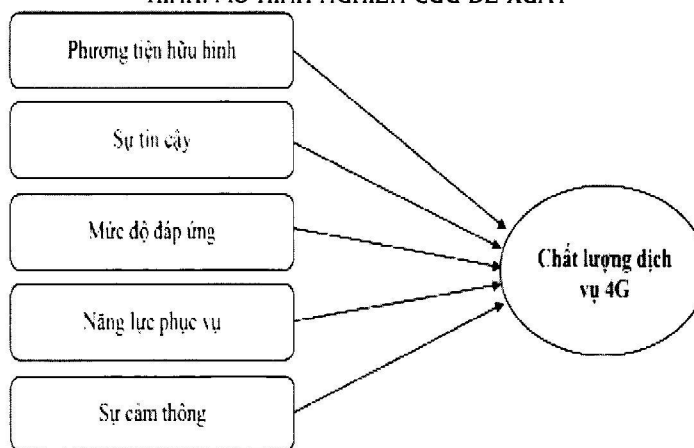 Phương tiện hữu hình
Sự tin cậy
Mức độ đáp ứng
Năng lực phục vụ
Sự cảm thông
Chất lượng dịch
vụ 4G